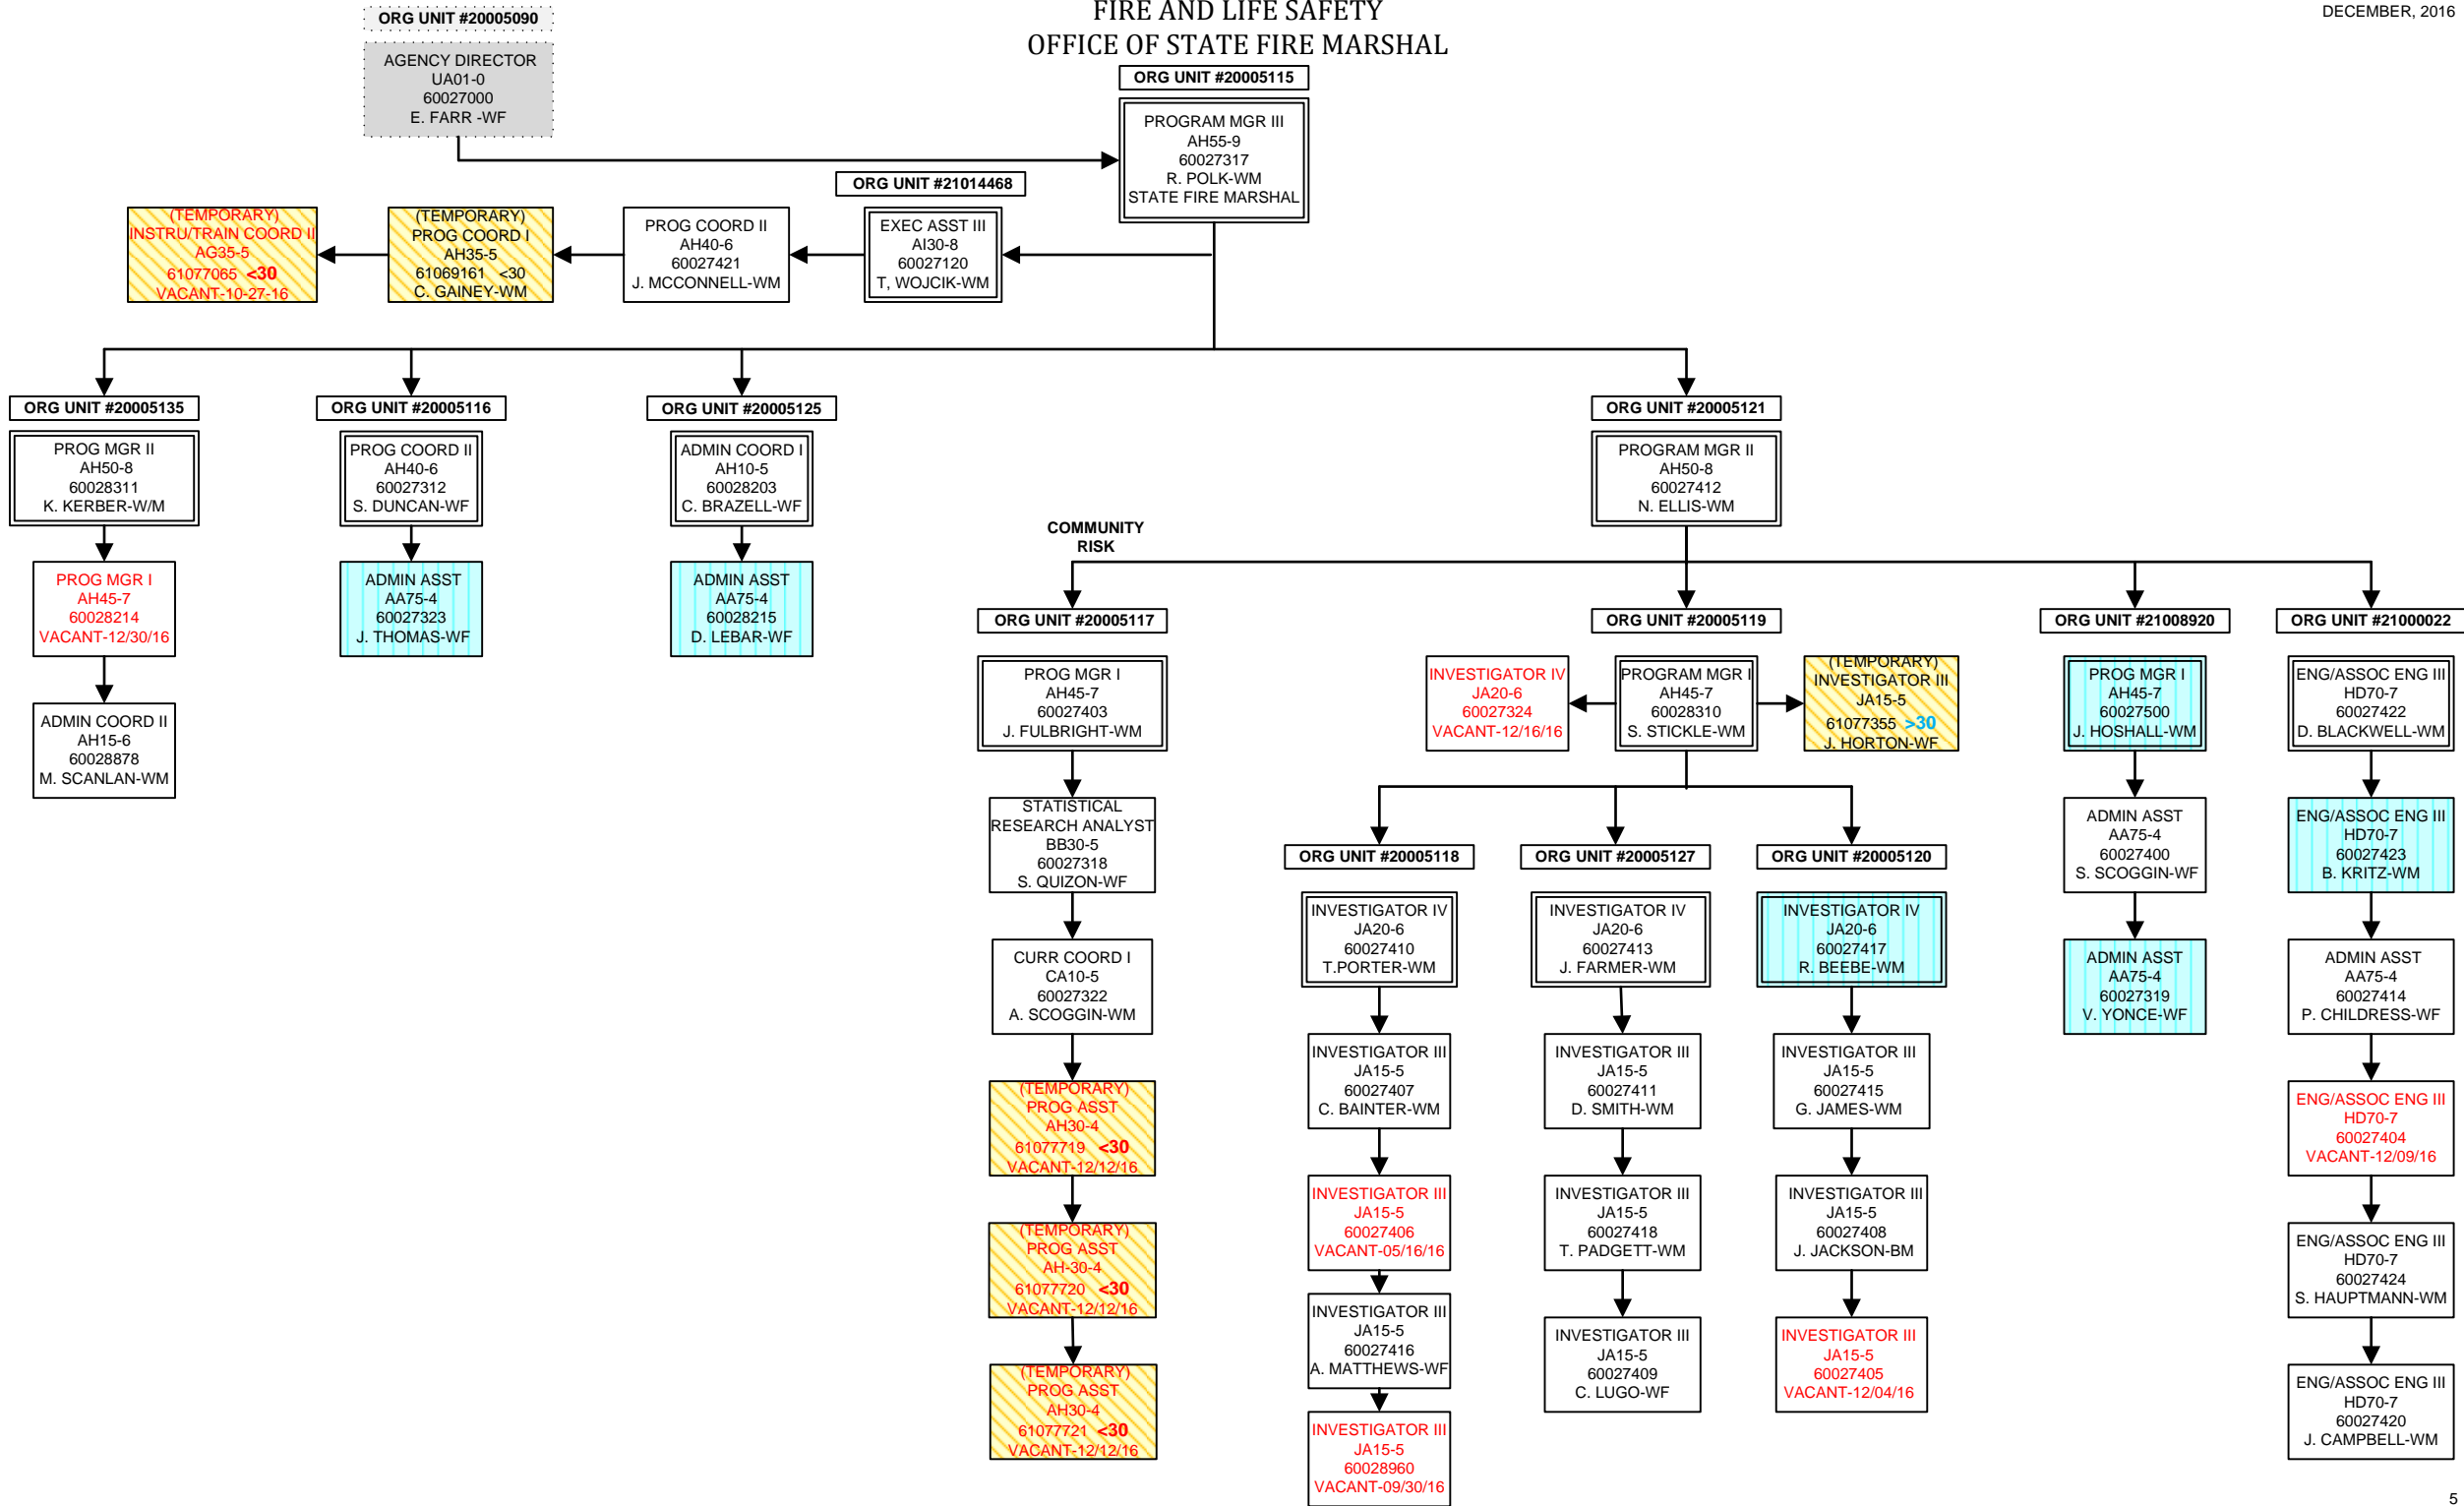 FIRE AND LIFE SAFETY
OFFICE OF STATE FIRE MARSHAL
DECEMBER, 2016
ORG UNIT #20005090
AGENCY DIRECTOR
UA01-0
60027000
E. FARR -WF
ORG UNIT #20005115
PROGRAM MGR III
AH55-9
60027317
R. POLK-WM
STATE FIRE MARSHAL
ORG UNIT #21014468
(TEMPORARY)
INSTRU/TRAIN COORD II
AG35-5
61077065 <30
VACANT-10-27-16
(TEMPORARY)
PROG COORD I
AH35-5
61069161 <30
C. GAINEY-WM
PROG COORD II
AH40-6
60027421
J. MCCONNELL-WM
EXEC ASST III
AI30-8
60027120
T, WOJCIK-WM
ORG UNIT #20005135
PROG MGR II
AH50-8
60028311
K. KERBER-W/M
PROG MGR I
AH45-7
60028214
VACANT-12/30/16
ADMIN COORD II
AH15-6
60028878
M. SCANLAN-WM
ORG UNIT #20005116
PROG COORD II
AH40-6
60027312
S. DUNCAN-WF
ADMIN ASST
AA75-4
60027323
J. THOMAS-WF
ORG UNIT #20005125
ADMIN COORD I
AH10-5
60028203
C. BRAZELL-WF
ADMIN ASST
AA75-4
60028215
D. LEBAR-WF
ORG UNIT #20005121
PROGRAM MGR II
AH50-8
60027412
N. ELLIS-WM
COMMUNITY
RISK
ORG UNIT #20005117
PROG MGR I
AH45-7
60027403
J. FULBRIGHT-WM
STATISTICAL
RESEARCH ANALYST
BB30-5
60027318
S. QUIZON-WF
CURR COORD I
CA10-5
60027322
A. SCOGGIN-WM
(TEMPORARY)
PROG ASST
AH30-4
61077719 <30
VACANT-12/12/16
(TEMPORARY)
PROG ASST
AH-30-4
61077720 <30
VACANT-12/12/16
(TEMPORARY)
PROG ASST
AH30-4
61077721 <30
VACANT-12/12/16
ORG UNIT #20005119
INVESTIGATOR IV
JA20-6
60027324
VACANT-12/16/16
PROGRAM MGR I
AH45-7
60028310
S. STICKLE-WM
(TEMPORARY)
INVESTIGATOR III
JA15-5
61077355 >30
J. HORTON-WF
ORG UNIT #20005118
INVESTIGATOR IV
JA20-6
60027410
T.PORTER-WM
INVESTIGATOR III
JA15-5
60027407
C. BAINTER-WM
INVESTIGATOR III
JA15-5
60027406
VACANT-05/16/16
INVESTIGATOR III
JA15-5
60027416
A. MATTHEWS-WF
INVESTIGATOR III
JA15-5
60028960
VACANT-09/30/16
ORG UNIT #20005127
INVESTIGATOR IV
JA20-6
60027413
J. FARMER-WM
INVESTIGATOR III
JA15-5
60027411
D. SMITH-WM
INVESTIGATOR III
JA15-5
60027418
T. PADGETT-WM
INVESTIGATOR III
JA15-5
60027409
C. LUGO-WF
ORG UNIT #20005120
INVESTIGATOR IV
JA20-6
60027417
R. BEEBE-WM
INVESTIGATOR III
JA15-5
60027415
G. JAMES-WM
INVESTIGATOR III
JA15-5
60027408
J. JACKSON-BM
INVESTIGATOR III
JA15-5
60027405
VACANT-12/04/16
ORG UNIT #21008920
PROG MGR I
AH45-7
60027500
J. HOSHALL-WM
ADMIN ASST
AA75-4
60027400
S. SCOGGIN-WF
ADMIN ASST
AA75-4
60027319
V. YONCE-WF
ORG UNIT #21000022
ENG/ASSOC ENG III
HD70-7
60027422
D. BLACKWELL-WM
ENG/ASSOC ENG III
HD70-7
60027423
B. KRITZ-WM
ADMIN ASST
AA75-4
60027414
P. CHILDRESS-WF
ENG/ASSOC ENG III
HD70-7
60027404
VACANT-12/09/16
ENG/ASSOC ENG III
HD70-7
60027424
S. HAUPTMANN-WM
ENG/ASSOC ENG III
HD70-7
60027420
J. CAMPBELL-WM
5